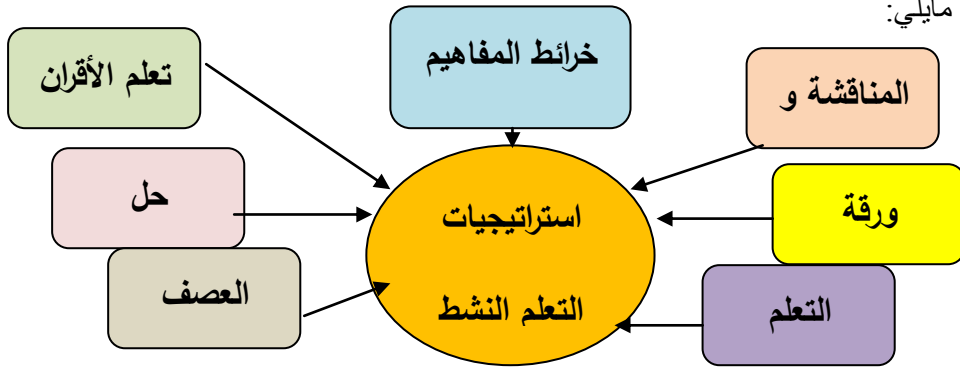 مايلي:
خرائط المفاهيم
تعلم الأقران
المناقشة و
حل
ورقة
استراتيجيات
التعلم النشط
العصف
التعلم